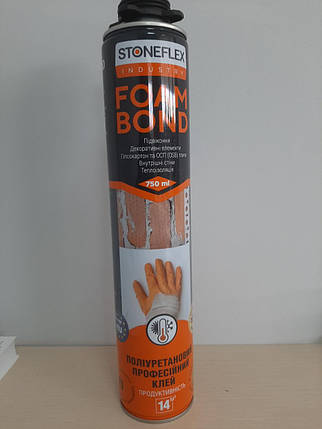 STONEFLEX
INDUSTRY
FOAM
BOND
Підвіконня
Декоративні елементи
Гіпсокартон та ОСП (OSB) плити
Внутрішні стіни
Теплоізоляція
750 ml
ПОЛІУРЕТАНОВИЙ
ПРОФЕСІЙНИЙ
КЛЕЙ
ПРОДУКТИВНІСТЬ
14 м²